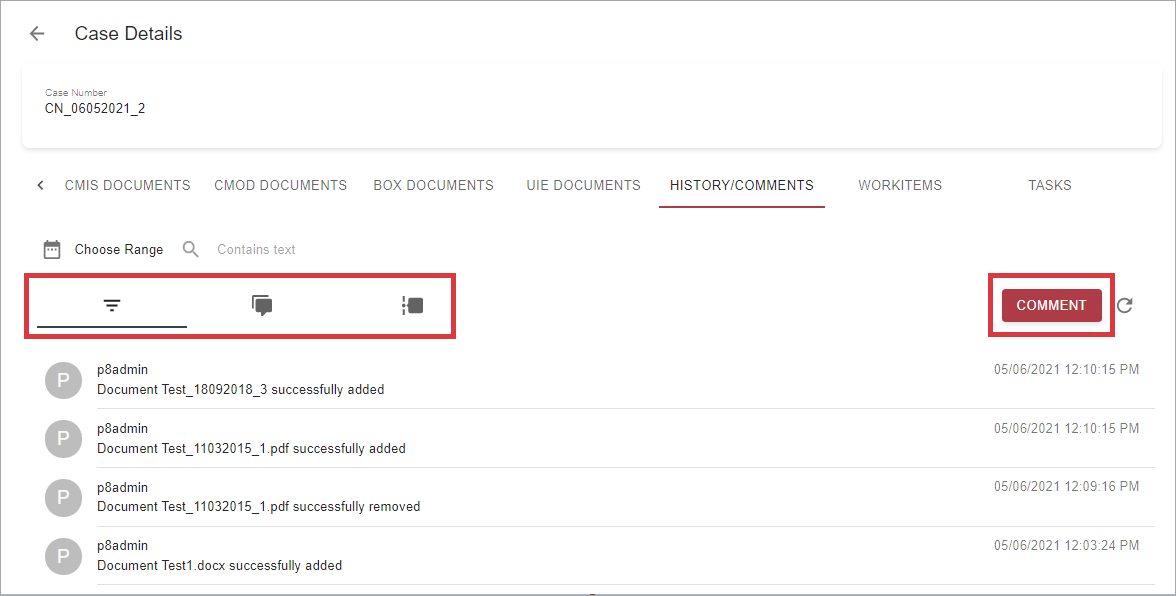 Case Details
Case Number
CN_06052021_2
CMIS DOCUMENTS CMOD DOCUMENTS BOX DOCUMENTS UIE DOCUMENTS HISTORY/COMMENTS WORKITEMS TASKS
Choose Range Contains text
COMMENT
P p8admin 05/06/2021 12:10:15 PM
Document Test_18092018_3 successfully added
P p8admin 05/06/2021 12:10:15 PM
Document Test_11032015_1.pdf successfully added
P p8admin 05/06/2021 12:09:16 PM
Document Test_11032015_1.pdf successfully removed
P p8admin 05/06/2021 12:03:24 PM
Document Test1.docx successfully added